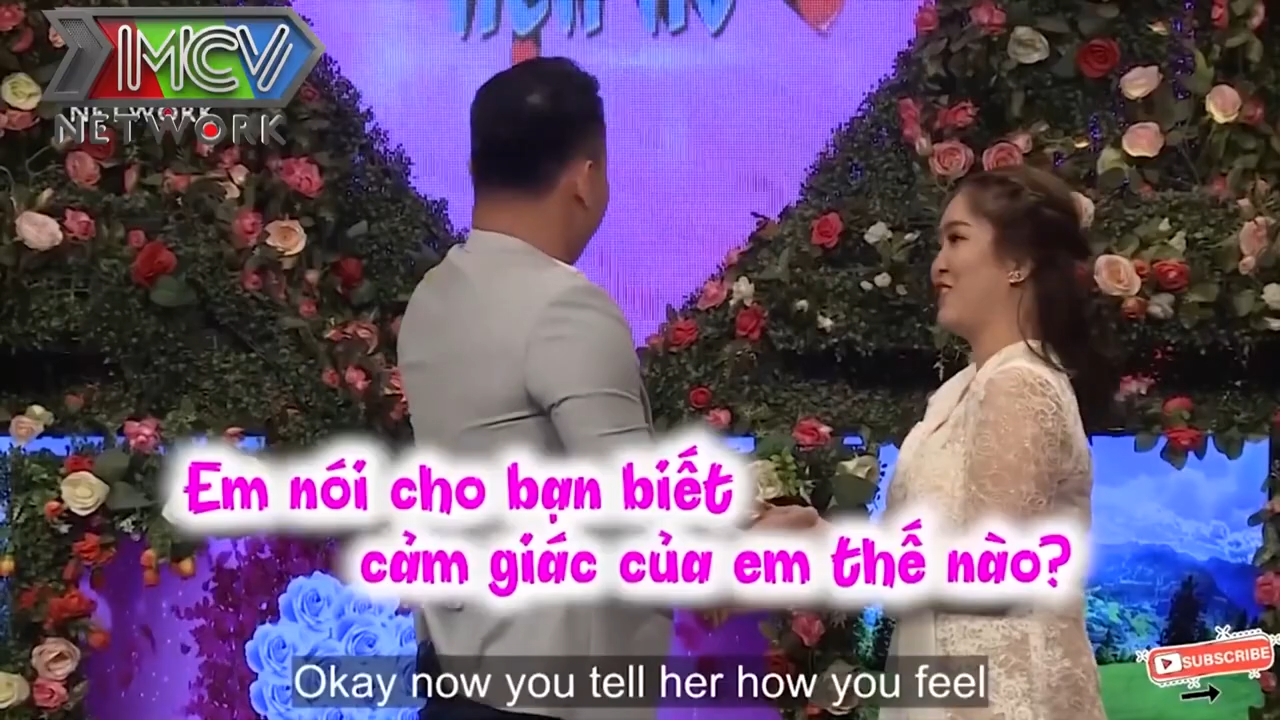 MCV
NETWORK
NETWORK
Em nói cho bạn biết
cảm giác của em thế nào?
Okay now you tell her how you feel
SUBSCRIBE